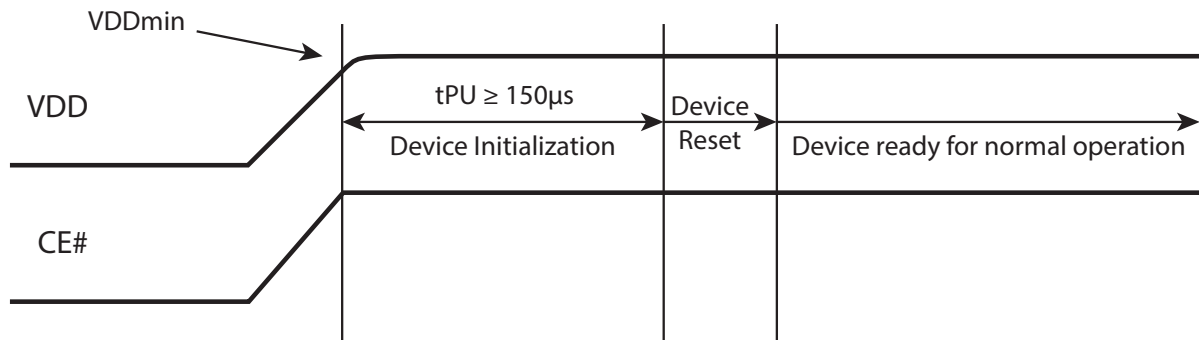 VDDmin
VDD
tPU ≥ 150μs
Device Initialization
Device
Reset
Device ready for normal operation
CE#